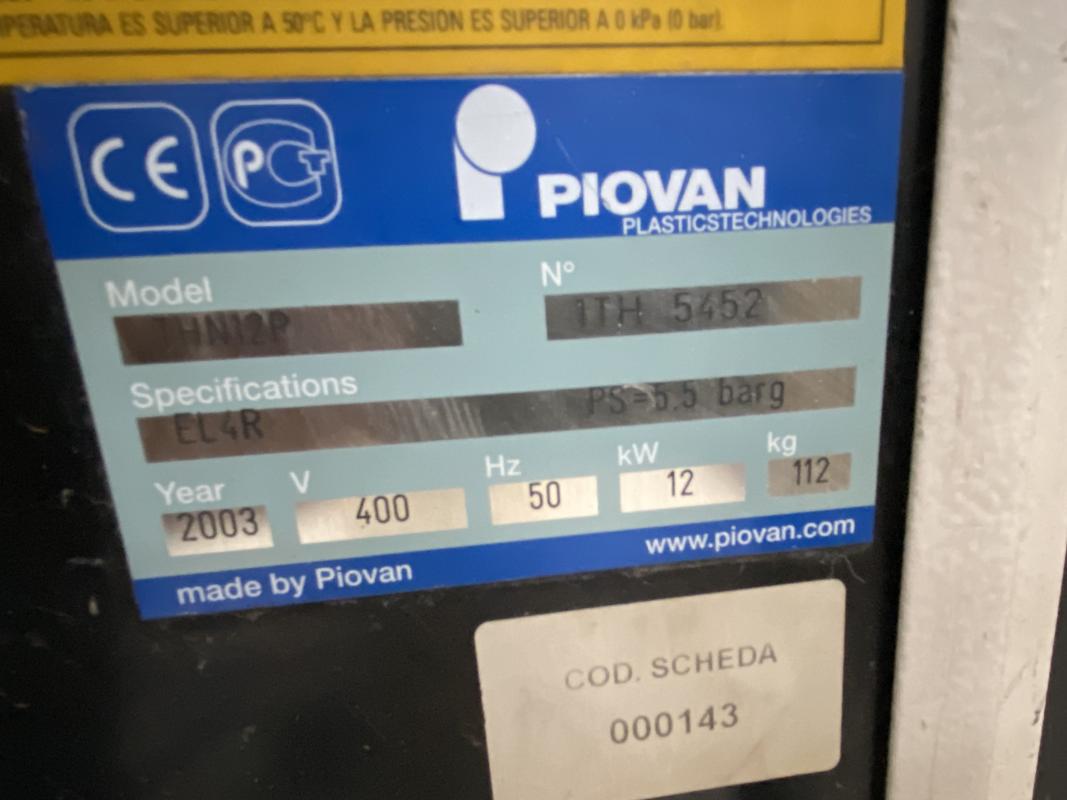 MPERATURA ES SUPERIOR A 50°C Y LA PRESION ES SUPERIOR A 0 kPa (0 bar).
CE PCT
PIOVAN
PLASTICSTECHNOLOGIES
Model N°
THN12P 1TH 5452
Specifications
EL4R PS=5.5 barg
Year V Hz kW kg
2003 400 50 12 112
made by Piovan www.piovan.com
COD. SCHEDA
000143